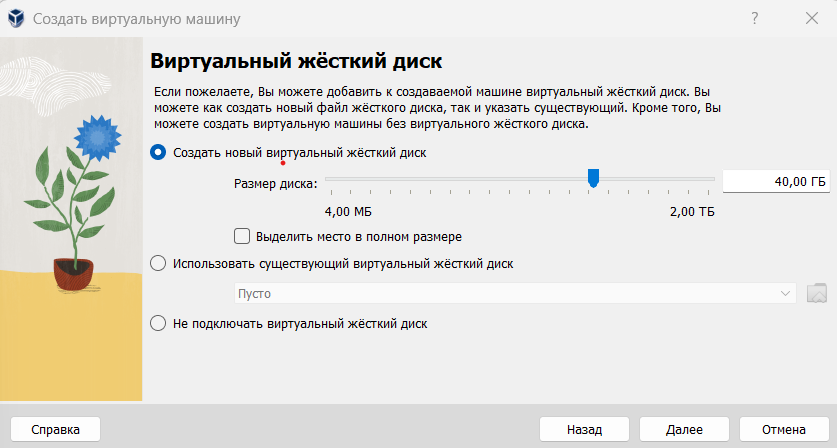 Создать виртуальную машину
?
Виртуальный жёсткий диск
Если пожелаете, Вы можете добавить к создаваемой машине виртуальный жёсткий диск. Вы
можете как создать новый файл жёсткого диска, так и указать существующий. Кроме того, Вы
можете создать виртуальную машины без виртуального жёсткого диска.
Создать новый виртуальный жёсткий диск
Размер диска:
40,00 ГБ
4,00 МБ
2,00 ТБ
Выделить место в полном размере
Использовать существующий виртуальный жёсткий диск
Пусто
Не подключать виртуальный жёсткий диск
Справка
Назад
Далее
Отмена